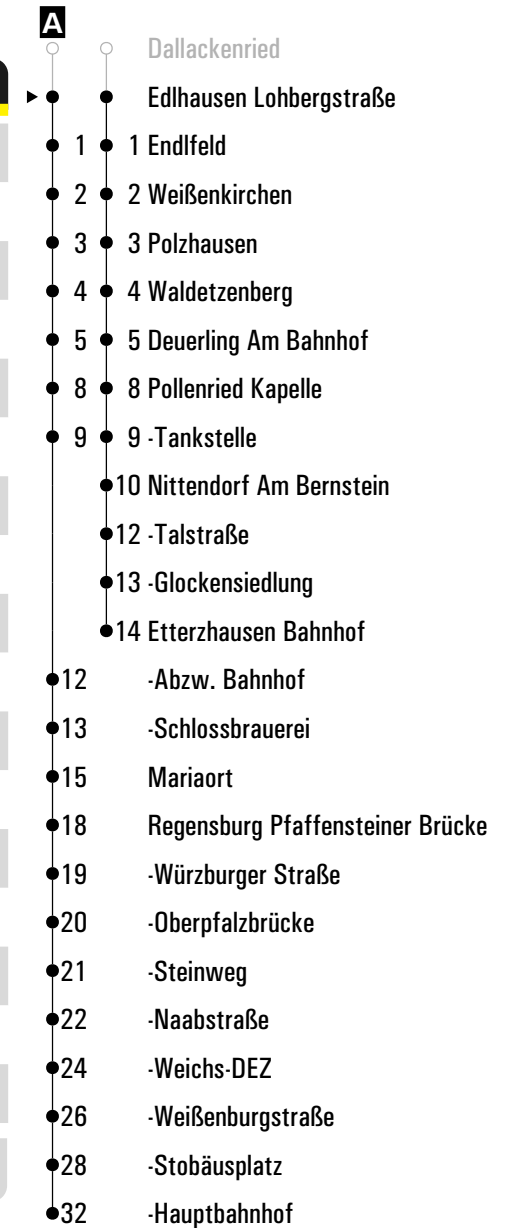 A
Dallackenried
Edlhausen Lohbergstraße
1 1 Endlfeld
2 2 Weißenkirchen
3 3 Polzhausen
4 4 Waldetzenberg
5 5 Deuerling Am Bahnhof
8 8 Pollenried Kapelle
9 9 -Tankstelle
10 Nittendorf Am Bernstein
12 -Talstraße
13 -Glockensiedlung
14 Etterzhausen Bahnhof
12 -Abzw. Bahnhof
13 -Schlossbrauerei
15 Mariaort
18 Regensburg Pfaffensteiner Brücke
19 -Würzburger Straße
20 -Oberpfalzbrücke
21 -Steinweg
22 -Naabstraße
24 -Weichs-DEZ
26 -Weißenburgstraße
28 -Stobäusplatz
32 -Hauptbahnhof